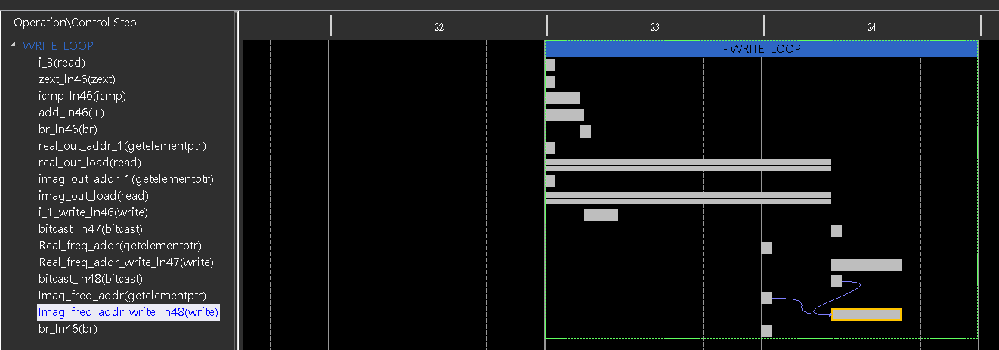 Operation\Control Step
22
23
24
WRITE_LOOP
- WRITE_LOOP
i_3(read)
zext_ln46(zext)
icmp_ln46(icmp)
add_ln46(+)
br_ln46(br)
real_out_addr_1(getelementptr)
real_out_load(read)
imag_out_addr_1(getelementptr)
imag_out_load(read)
i_1_write_ln46(write)
bitcast_ln47(bitcast)
Real_freq_addr(getelementptr)
Real_freq_addr_write_ln47(write)
bitcast_ln48(bitcast)
Imag_freq_addr(getelementptr)
Imag_freq_addr_write_ln48(write)
br_ln46(br)